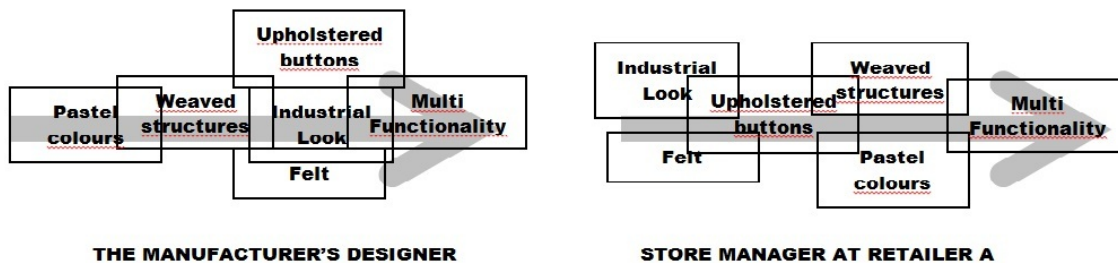 Upholstered
buttons
Pastel
colours
Weaved
structures
Industrial
Look
Multi
Functionality
Felt
THE MANUFACTURER'S DESIGNER
Industrial
Look
Weaved
structures
Upholstered
buttons
Multi
Functionality
Felt
Pastel
colours
STORE MANAGER AT RETAILER A